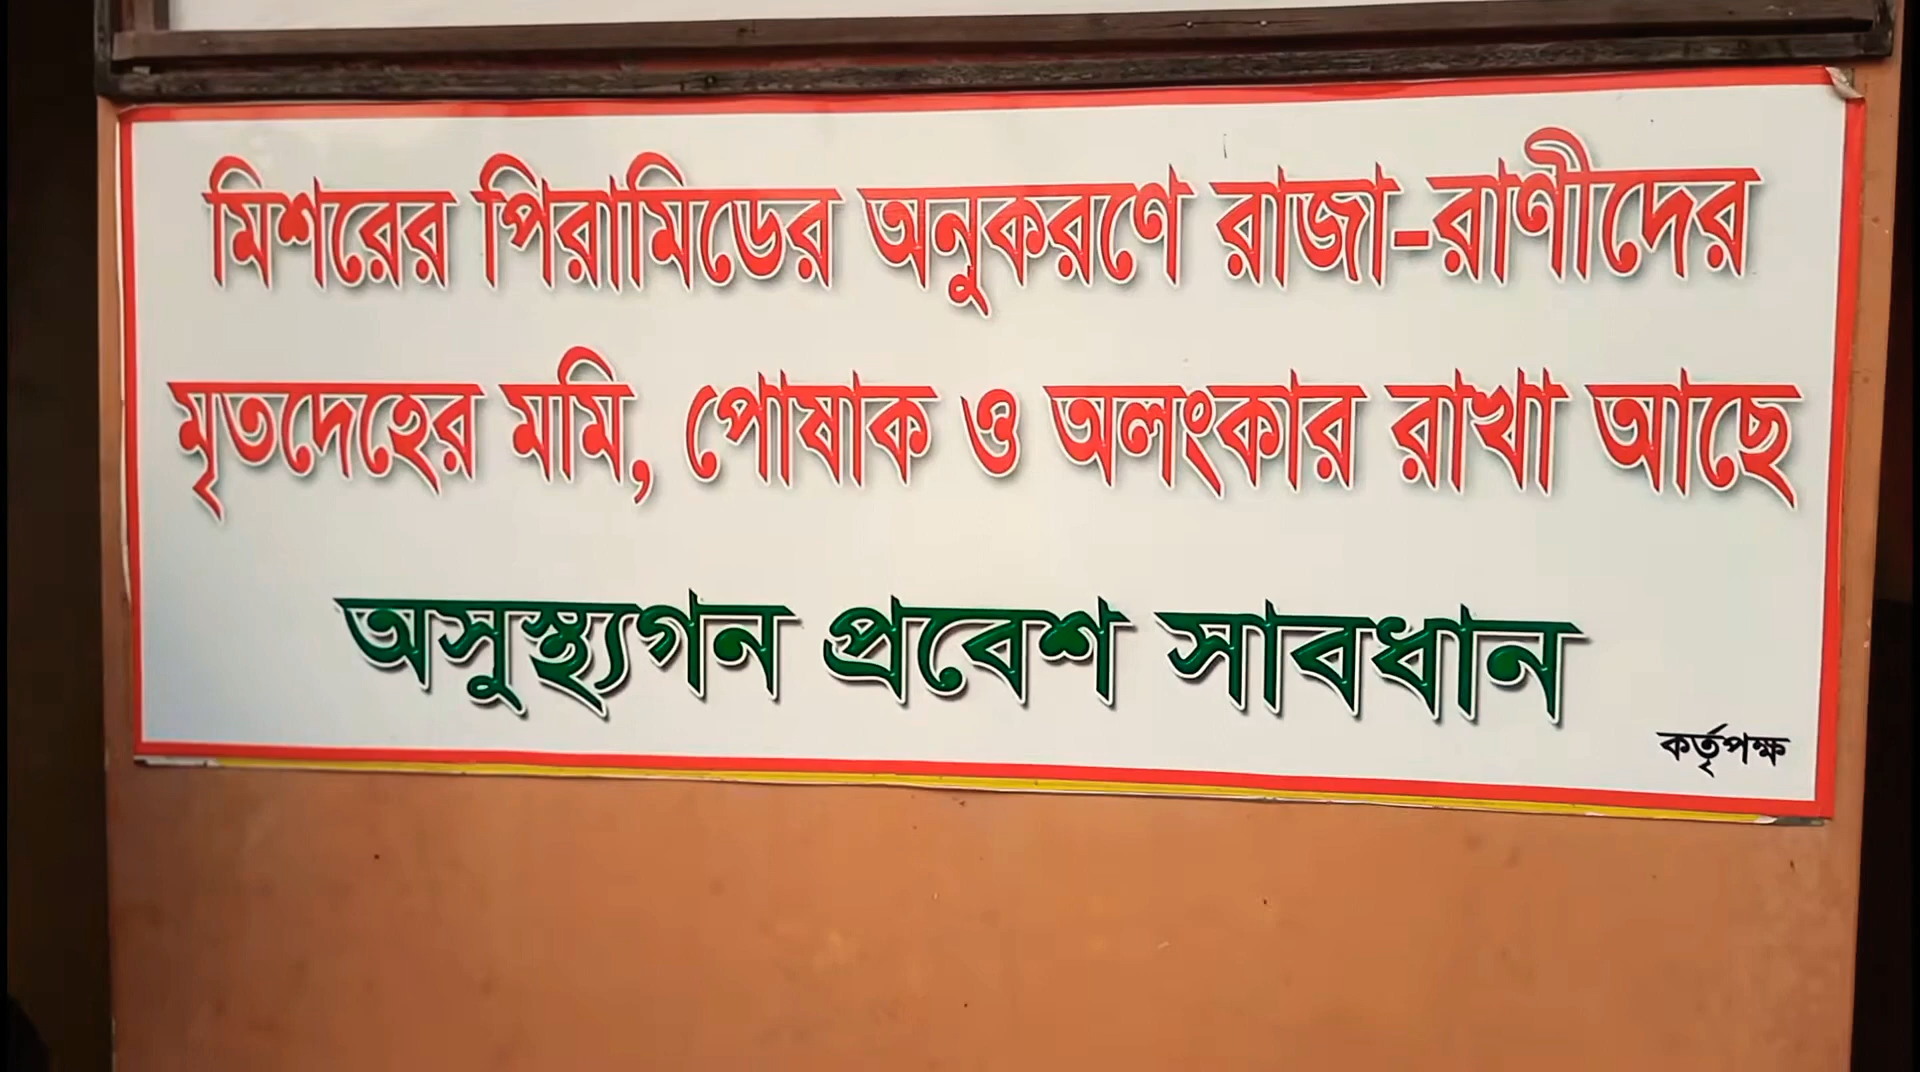 মিশরের পিরামিডের অনুকরণে রাজা-রাণীদের
মৃতদেহের মমি, পোষাক ও অলংকার রাখা আছে
অসুস্থ্যগন প্রবেশ সাবধান
কর্তৃপক্ষ